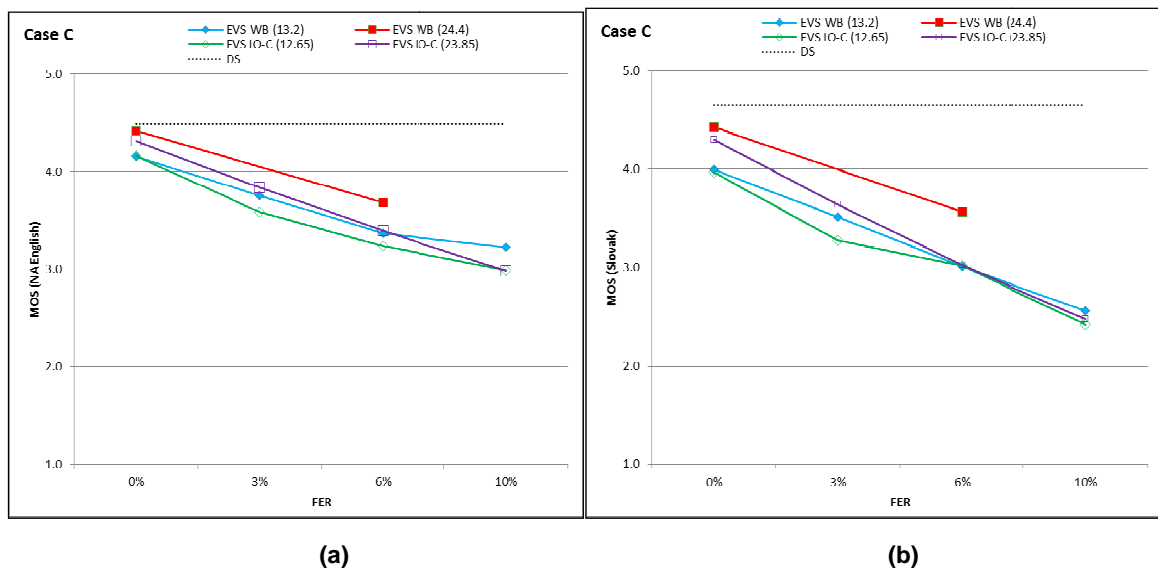 Case C
EVS WB (13.2)
EVS WB (24.4)
EVS IO-C (12.65)
EVS IO-C (23.85)
DS
5.0
4.0
3.0
2.0
1.0
MOS (NA English)
0%
3%
6%
10%
FER
(a)
Case C
EVS WB (13.2)
EVS WB (24.4)
EVS IO-C (12.65)
EVS IO-C (23.85)
DS
5.0
4.0
3.0
2.0
1.0
MOS (Slovak)
0%
3%
6%
10%
FER
(b)